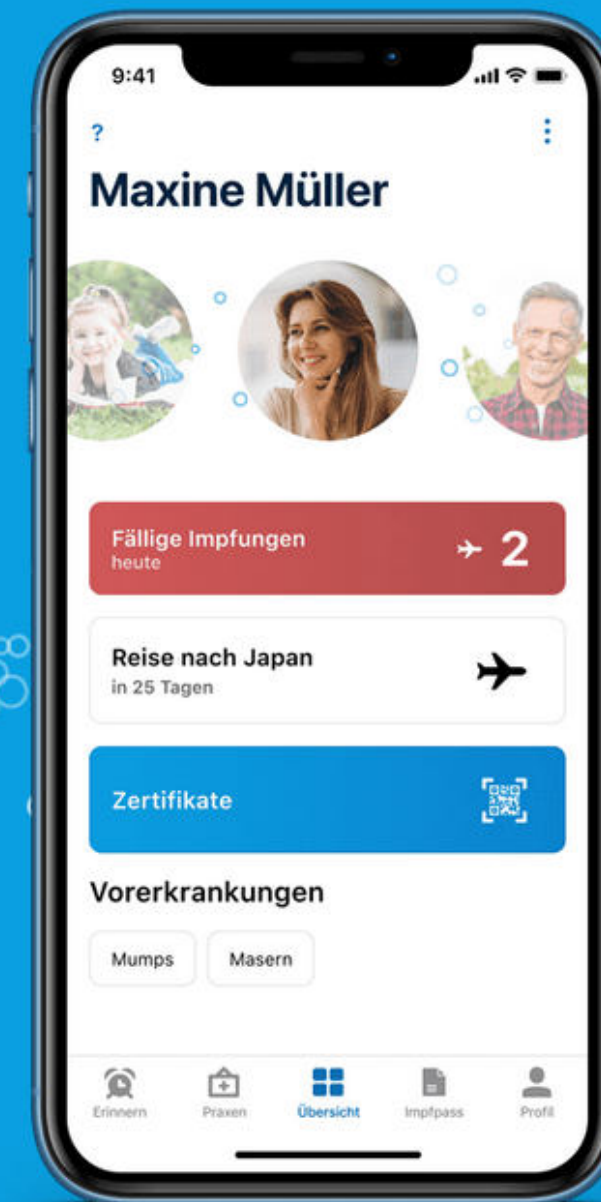 9:41
?
Maxine Müller
Fällige Impfungen
heute
2
Reise nach Japan
in 25 Tagen
Zertifikate
Vorerkrankungen
Mumps
Masern
Erinnern
Praxen
Übersicht
Impfpass
Profil